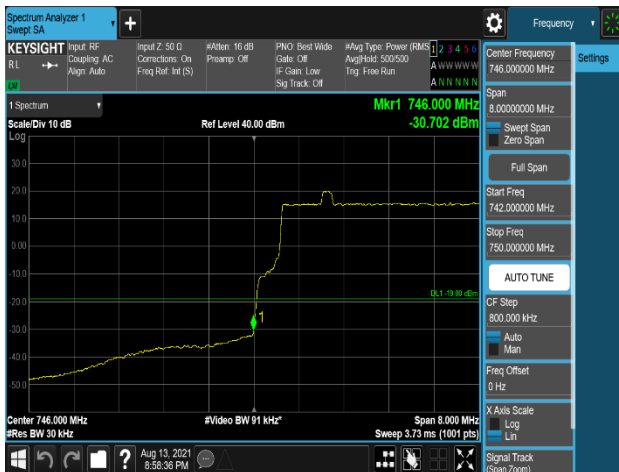 Spectrum Analyzer 1
Swept SA
+
Frequency
KEYSIGHT
RL
Input: RF
Coupling: AC
Align: Auto
Input Z: 50 Ω
Corrections: On
Freq Ref: Int (S)
#Atten: 16 dB
Preamp: Off
PNO: Best Wide
Gate: Off
IF Gain: Low
Sig Track: Off
#Avg Type: Power (RMS
Avg|Hold: 500/500
Trig: Free Run
1 2 3 4 5 6
A W W W W W
A N N N N N
1 Spectrum
Scale/Div 10 dB
Log
Ref Level 40.00 dBm
Mkr1 746.000 MHz
-30.702 dBm
30.0
20.0
10.0
0.00
-10.0
-20.0
-30.0
-40.0
-50.0
DL1 -19.00 dBm
1
Center 746.000 MHz
#Res BW 30 kHz
#Video BW 91 kHz*
Span 8.000 MHz
Sweep 3.73 ms (1001 pts)
Aug 13, 2021
8:58:36 PM
?
Center Frequency
746.000000 MHz
Span
8.00000000 MHz
Swept Span
Zero Span
Full Span
Start Freq
742.000000 MHz
Stop Freq
750.000000 MHz
AUTO TUNE
CF Step
800.000 kHz
Auto
Man
Freq Offset
0 Hz
X Axis Scale
Log
Lin
Signal Track
(Span Zoom)
Settings